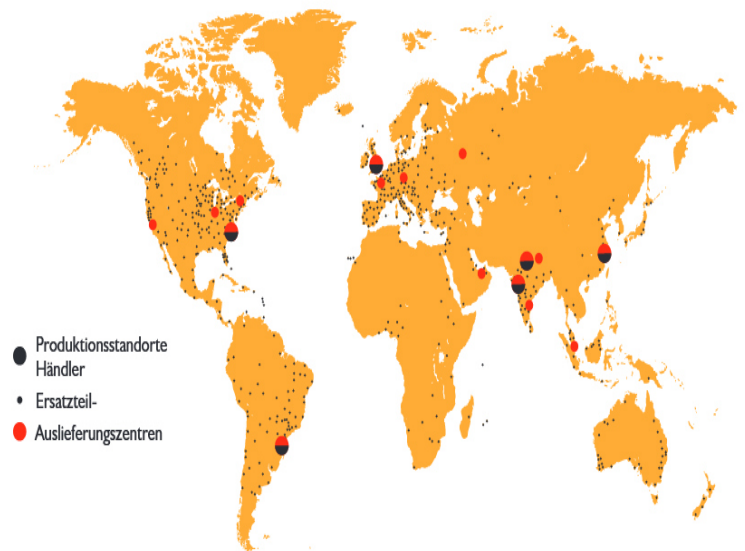 Produktionsstandorte
Händler
Ersatzteil-
Auslieferungszentren